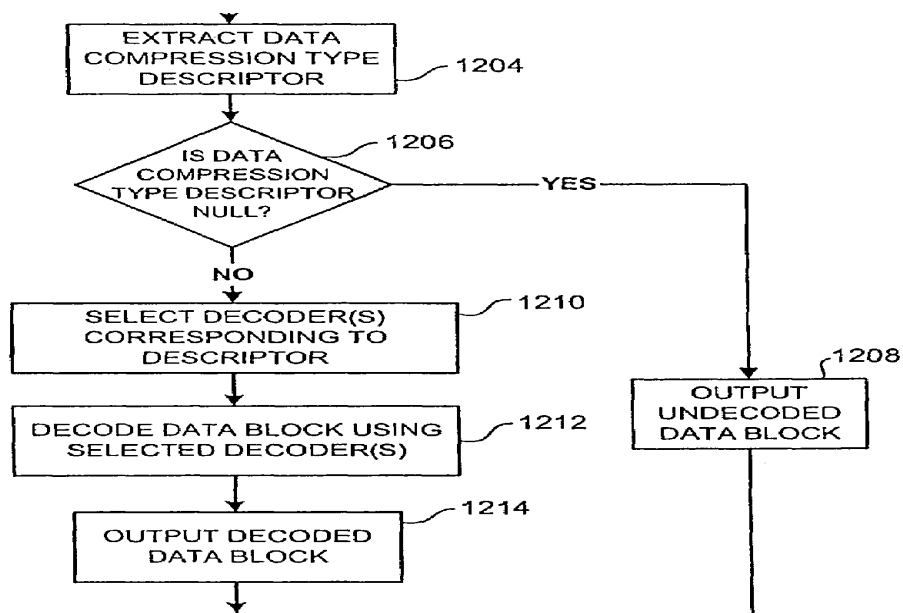 EXTRACT DATA
COMPRESSION TYPE
DESCRIPTOR
1204
1206
IS DATA
COMPRESSION
TYPE DESCRIPTOR
NULL?
YES
NO
1210
SELECT DECODER(S)
CORRESPONDING TO
DESCRIPTOR
1208
OUTPUT
UNDECODED
DATA BLOCK
1212
DECODE DATA BLOCK USING
SELECTED DECODER(S)
1214
OUTPUT DECODED
DATA BLOCK